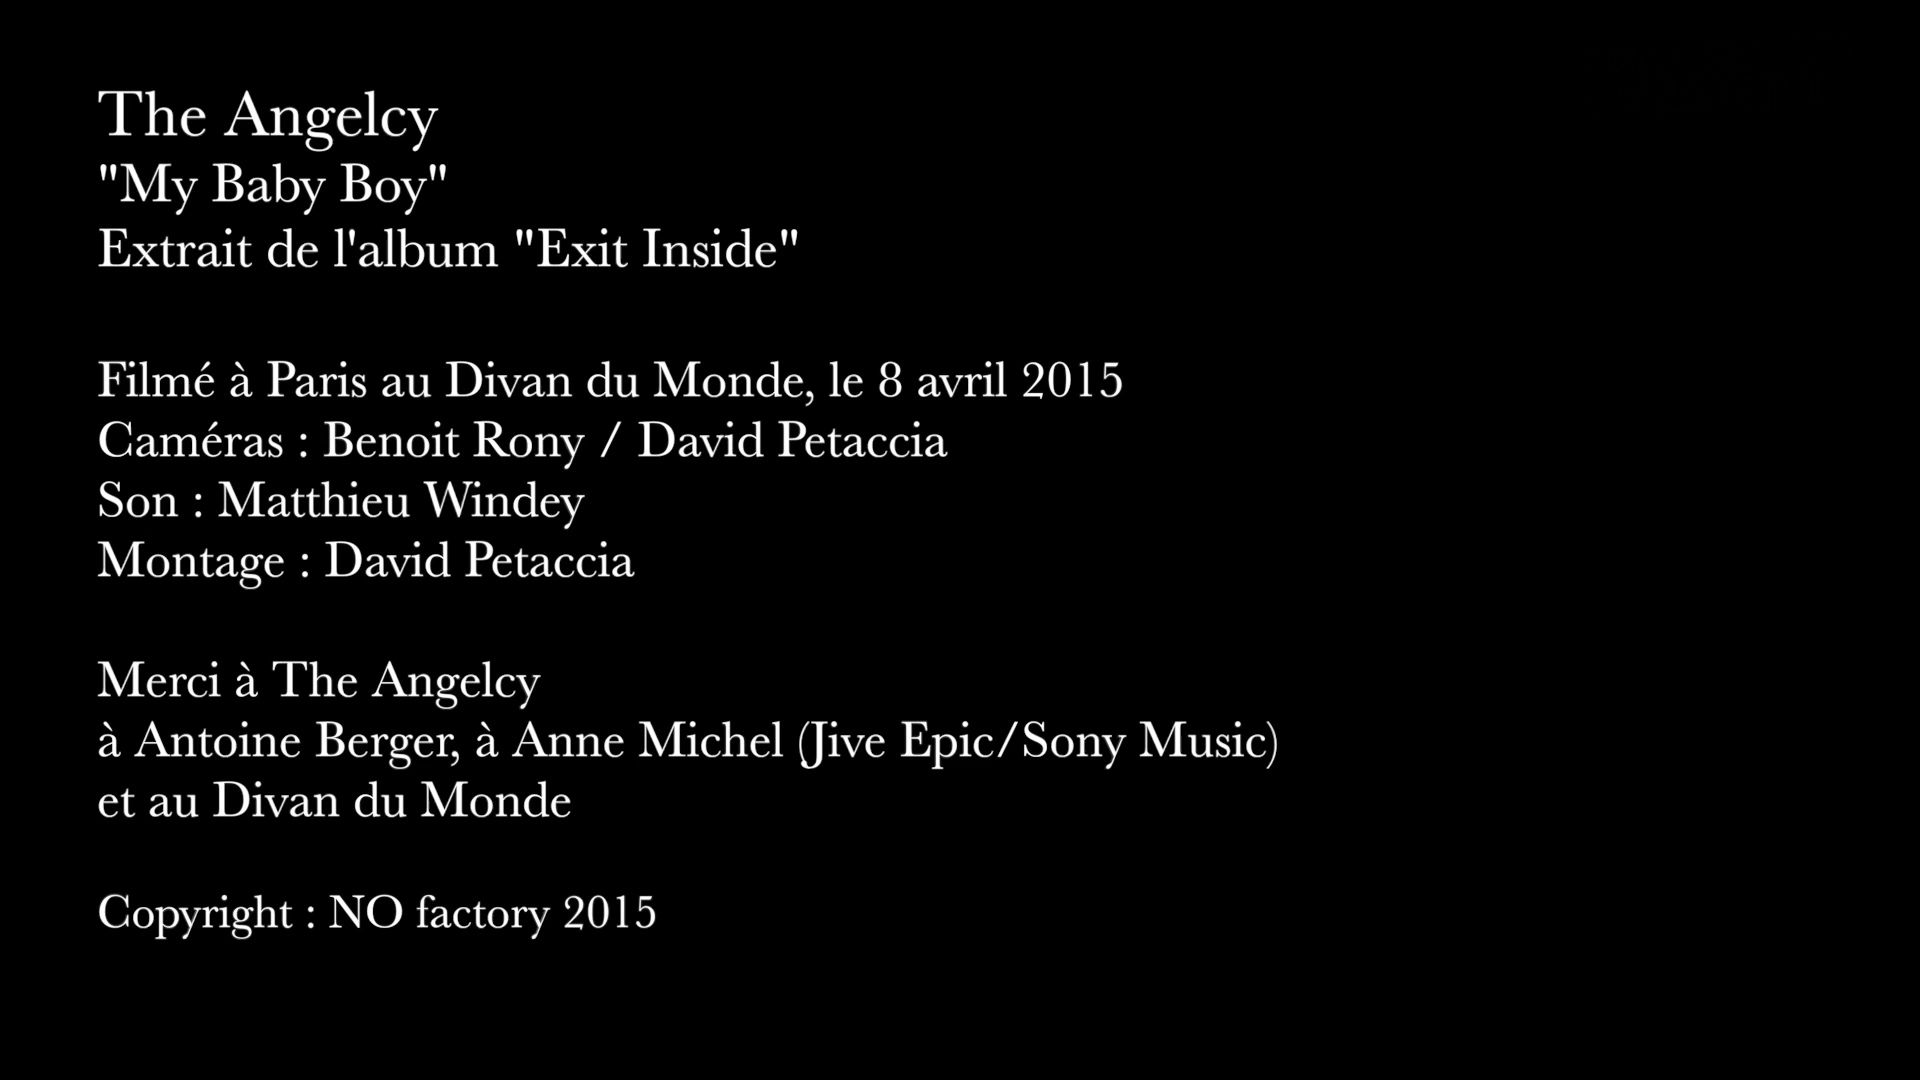 The Angelcy
"My Baby Boy"
Extrait de l'album "Exit Inside"
Filmé à Paris au Divan du Monde, le 8 avril 2015
Caméras : Benoit Rony / David Petaccia
Son : Matthieu Windey
Montage : David Petaccia
Merci à The Angelcy
à Antoine Berger, à Anne Michel (Jive Epic/Sony Music)
et au Divan du Monde
Copyright : NO factory 2015